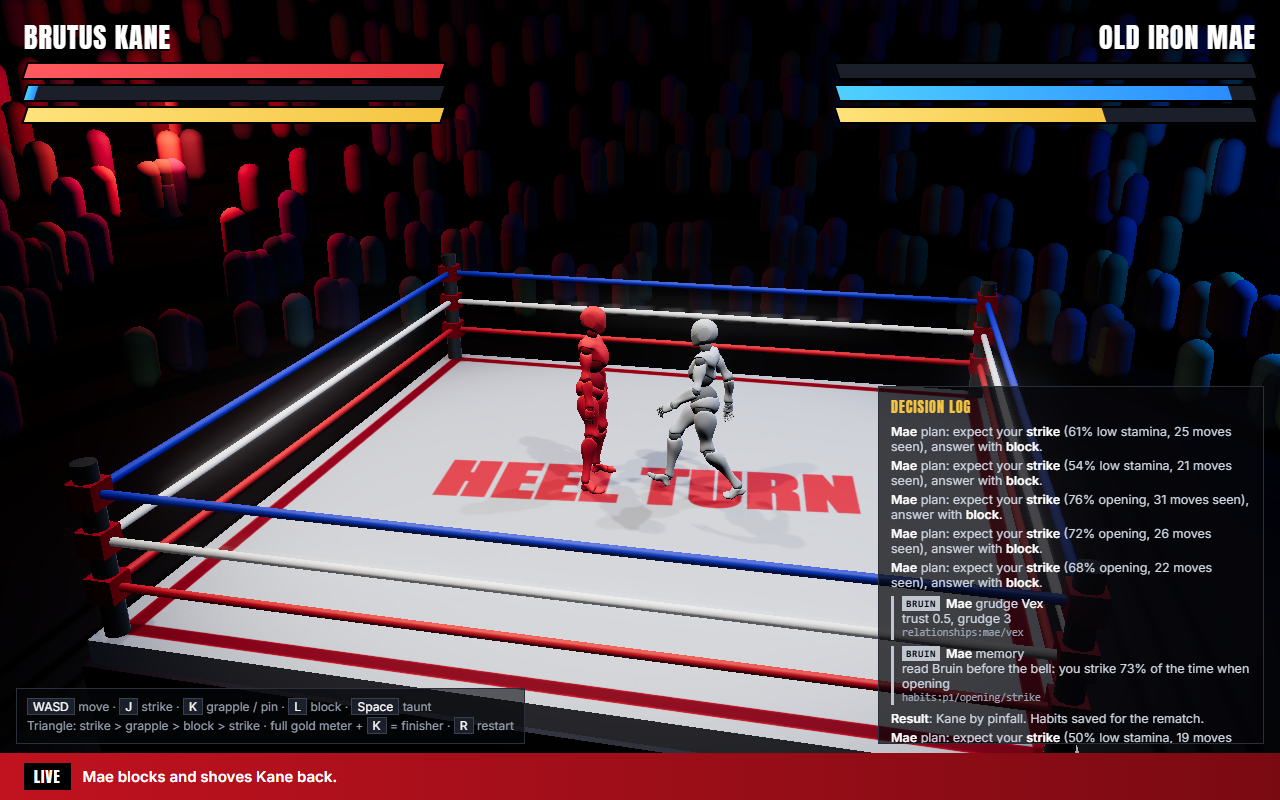 BRUTUS KANE
OLD IRON MAE
HEEL TURN
DECISION LOG
Mae plan: expect your strike (61% low stamina, 25 moves
seen), answer with block.
Mae plan: expect your strike (54% low stamina, 21 moves
seen), answer with block.
Mae plan: expect your strike (76% opening, 31 moves seen),
answer with block.
Mae plan: expect your strike (72% opening, 26 moves
seen), answer with block.
Mae plan: expect your strike (68% opening, 22 moves
seen), answer with block.
BRUIN Mae grudge Vex
trust 0.5, grudge 3
relationships:mae/vex
BRUIN Mae memory
read Bruin before the bell: you strike 73% of the time when
opening
habits:p1/opening/strike
Result: Kane by pinfall. Habits saved for the rematch.
Mae plan: expect your strike (50% low stamina, 19 moves
WASD move · J strike · K grapple / pin · L block · Space taunt
Triangle: strike > grapple > block > strike · full gold meter + K = finisher · R restart
LIVE Mae blocks and shoves Kane back.